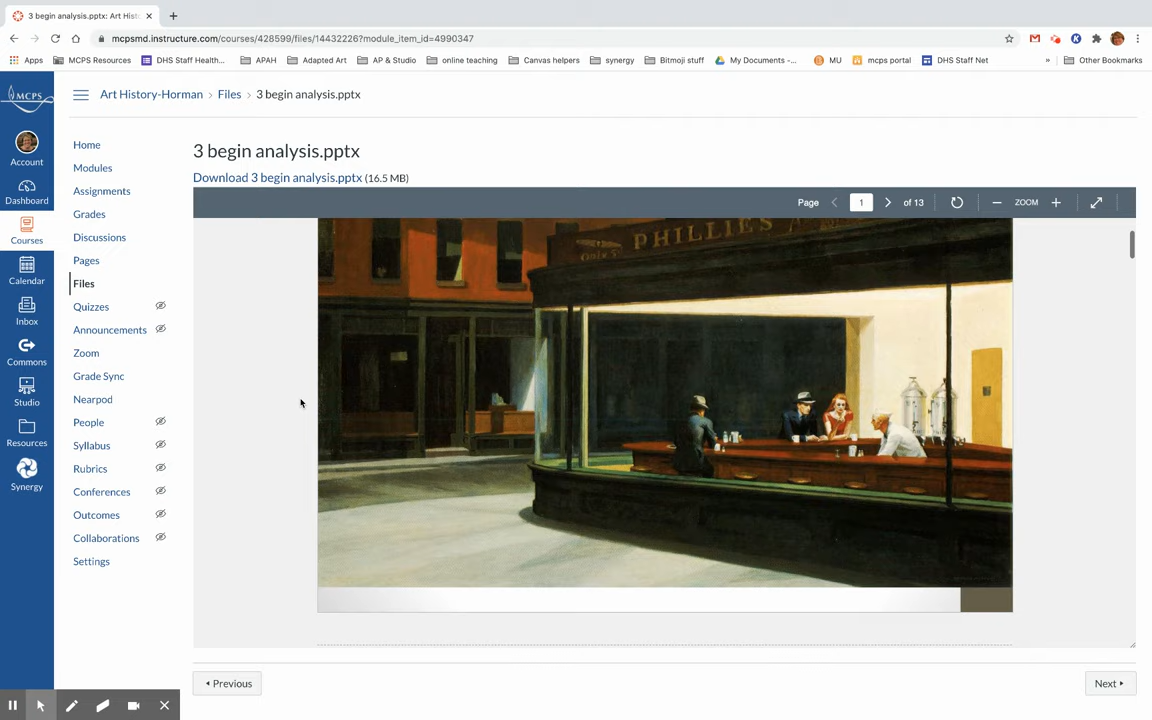 3 begin analysis.pptx: Art Hist
mcpsmd.instructure.com/courses/428599/files/14432226?module_item_id=4990347
Apps MCPS Resources DHS Staff Health... APAH Adapted Art AP & Studio online teaching Canvas helpers synergy Bitmoji stuff My Documents -... MU mcps portal DHS Staff Net » Other Bookmarks
MCPS
Account
Dashboard
Courses
Calendar
Inbox
Commons
Studio
Resources
Synergy
Art History-Horman › Files › 3 begin analysis.pptx
Home
Modules
Assignments
Grades
Discussions
Pages
Files
Quizzes
Announcements
Zoom
Grade Sync
Nearpod
People
Syllabus
Rubrics
Conferences
Outcomes
Collaborations
Settings
3 begin analysis.pptx
Download 3 begin analysis.pptx (16.5 MB)
Page 1 of 13 ZOOM
PHILLIES
Previous
Next